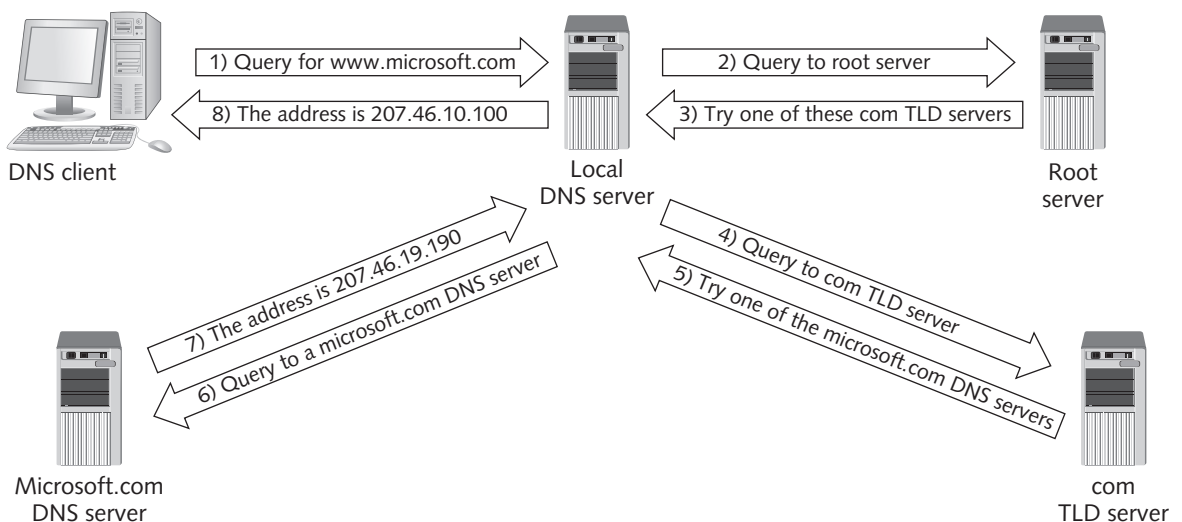 1) Query for www.microsoft.com
2) Query to root server
8) The address is 207.46.10.100
3) Try one of these com TLD servers
DNS client
Local
DNS server
Root
server
7) The address is 207.46.19.190
6) Query to a microsoft.com DNS server
4) Query to com TLD server
5) Try one of the microsoft.com DNS servers
Microsoft.com
DNS server
com
TLD server